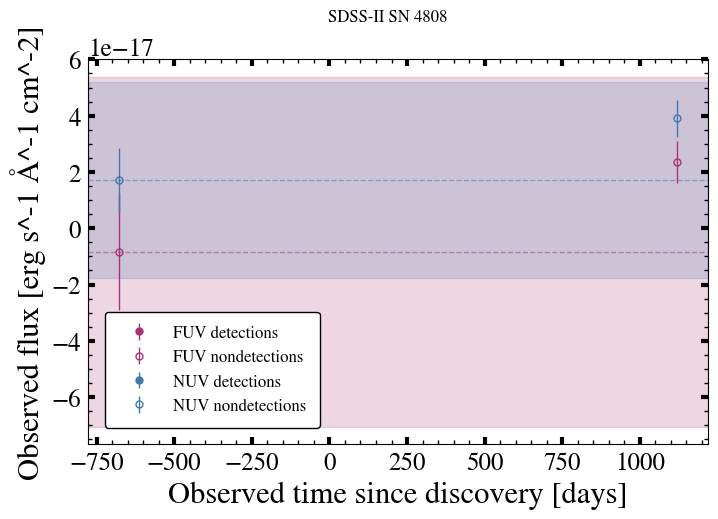 SDSS-II SN 4808
1e−17
6
4
2
0
−2
−4
−6
Observed flux [erg s^-1 Å^-1 cm^-2]
FUV detections
FUV nondetections
NUV detections
NUV nondetections
−750 −500 −250 0 250 500 750 1000
Observed time since discovery [days]